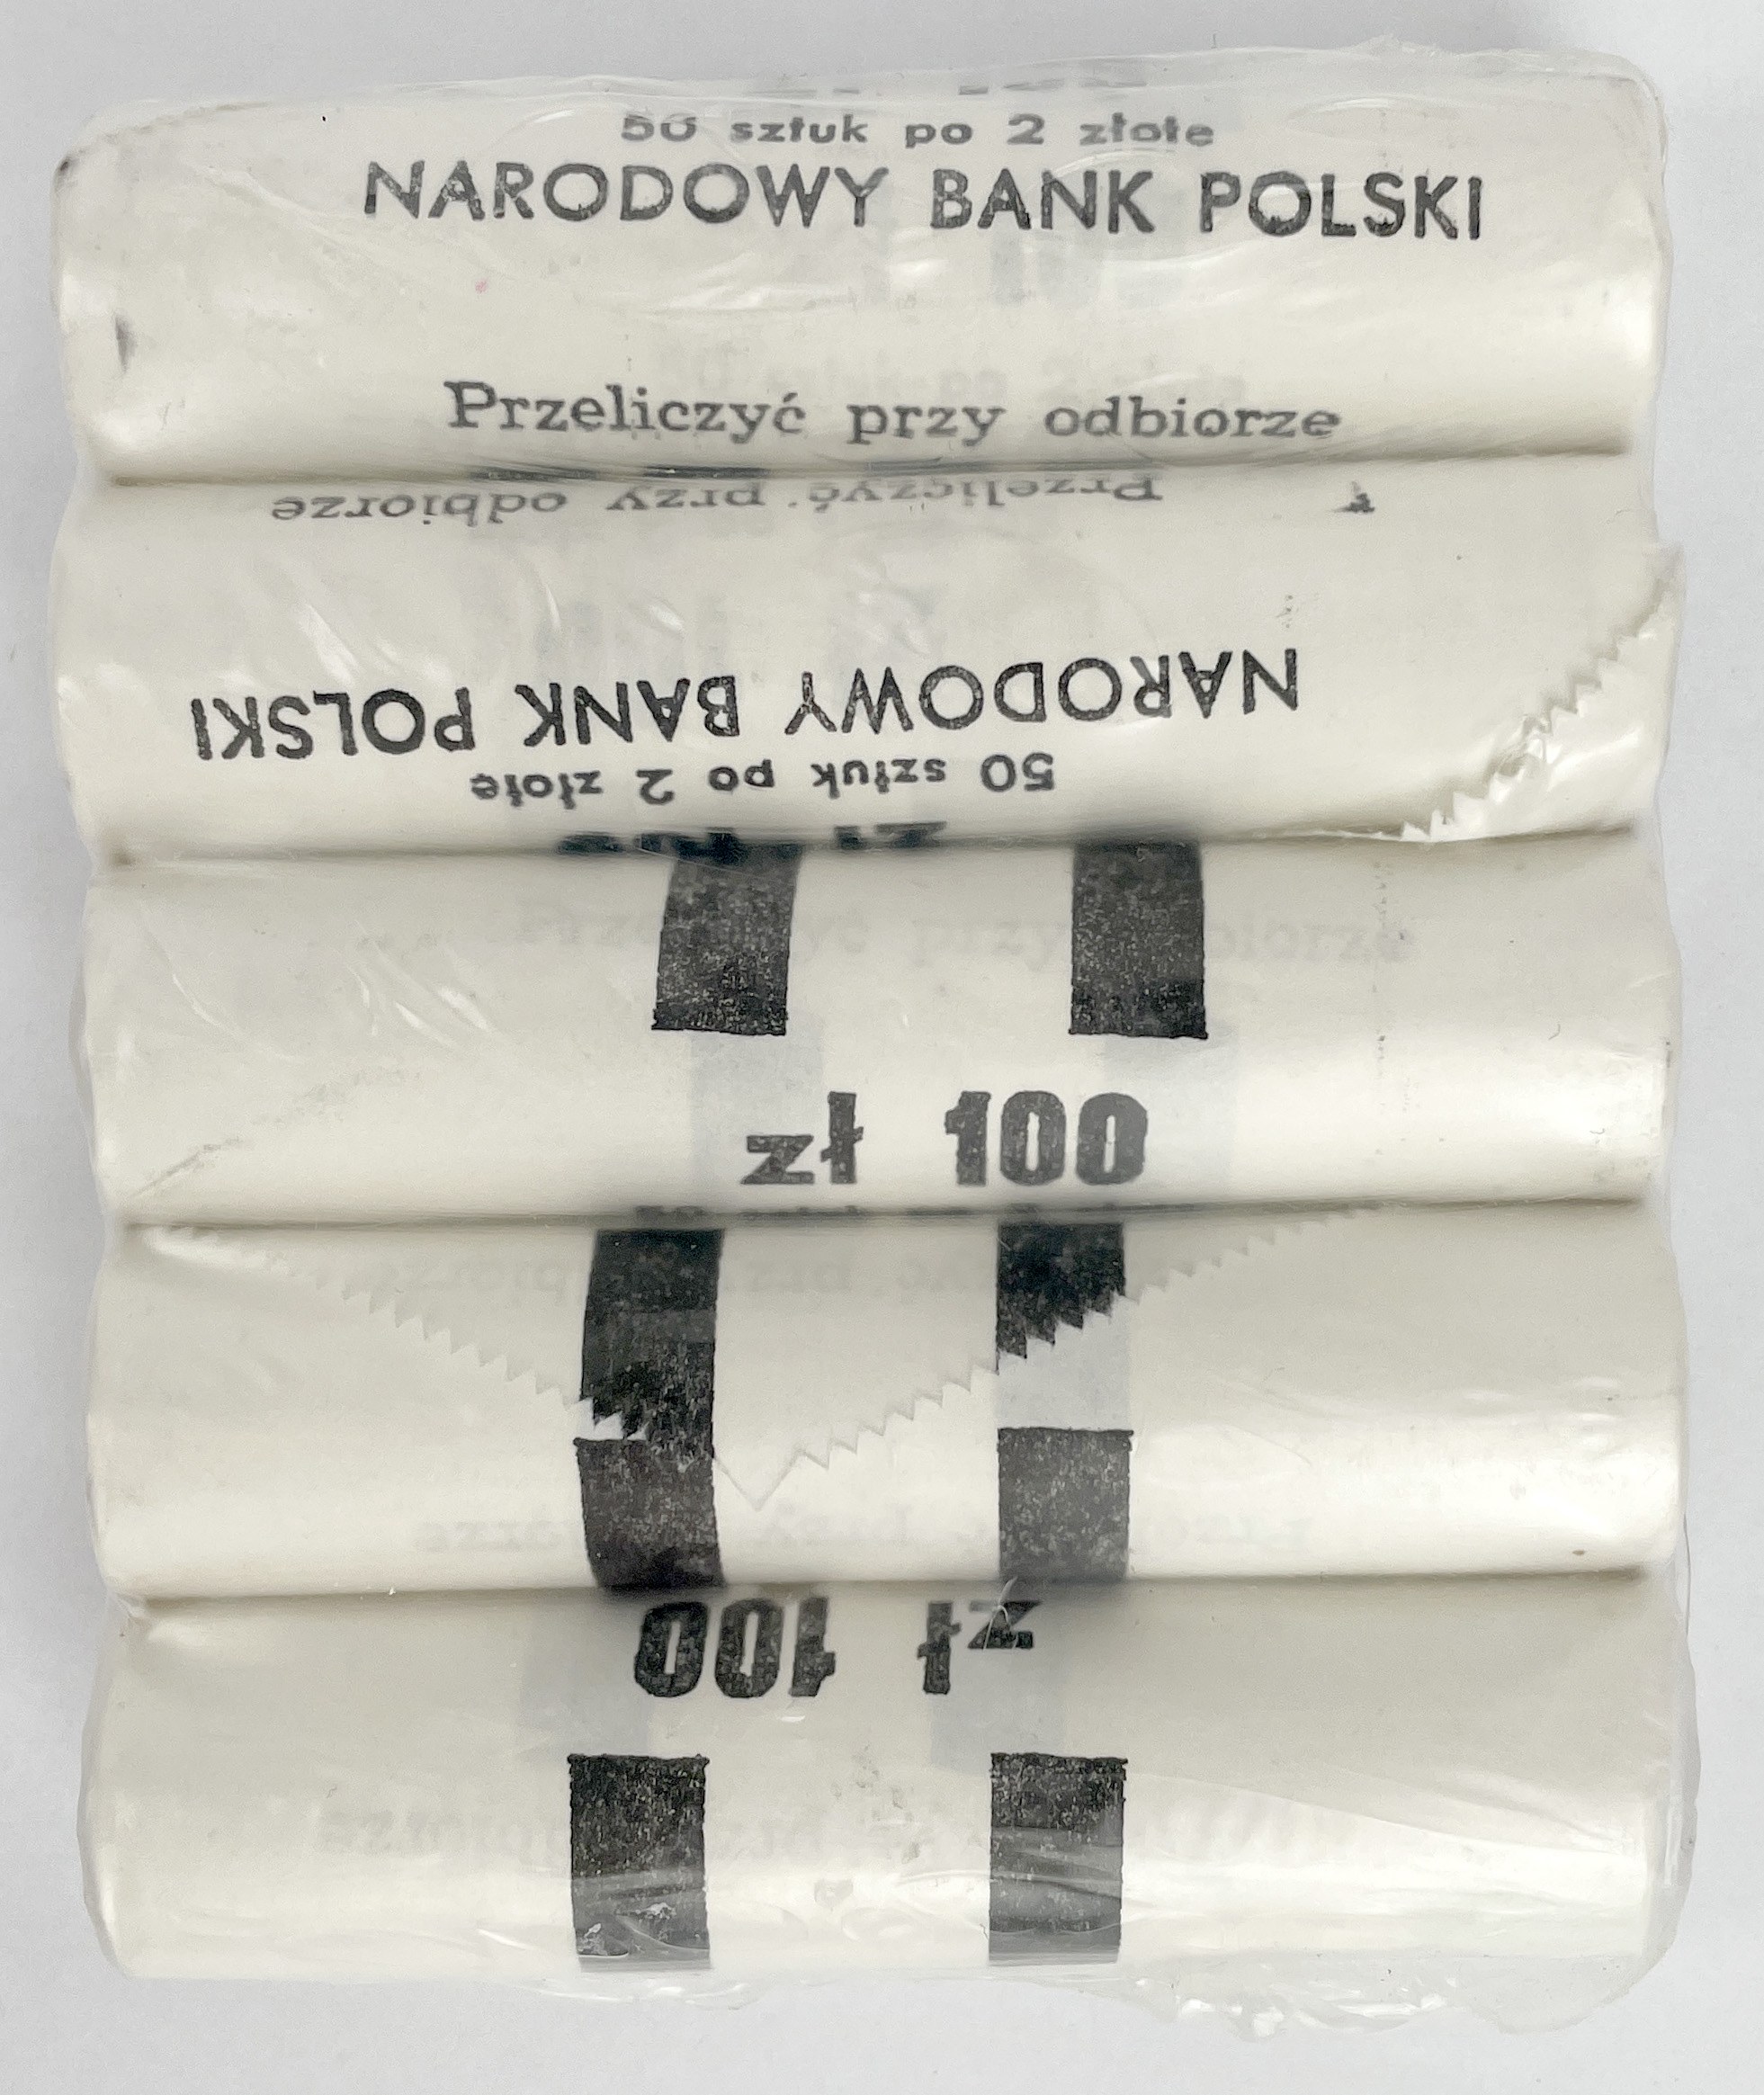 50 sztuk po 2 złote
NARODOWY BANK POLSKI
Przeliczyć przy odbiorze
Przeliczyć przy odbiorze
NARODOWY BANK POLSKI
50 sztuk po 2 złote
zł 100
zł 100